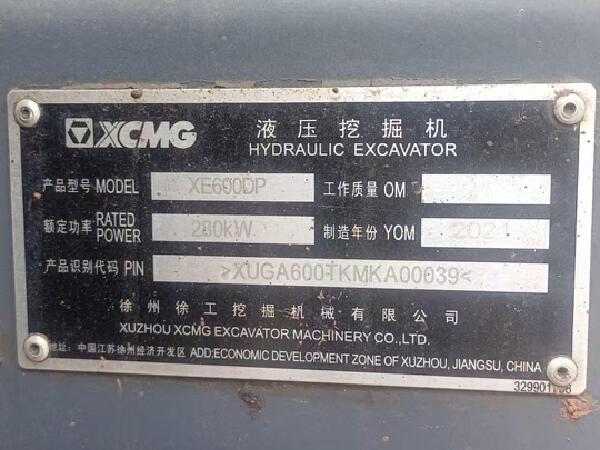 XCMG 液压挖掘机
HYDRAULIC EXCAVATOR
产品型号 MODEL XE600DP 工作质量 OM
额定功率 RATED POWER 280kW 制造年份 YOM 2021
产品识别代码 PIN >XUGA600TKMKA00039<
徐州徐工挖掘机械有限公司
XUZHOU XCMG EXCAVATOR MACHINERY CO.,LTD.
地址: 中国江苏徐州经济开发区 ADD:ECONOMIC DEVELOPMENT ZONE OF XUZHOU, JIANGSU, CHINA